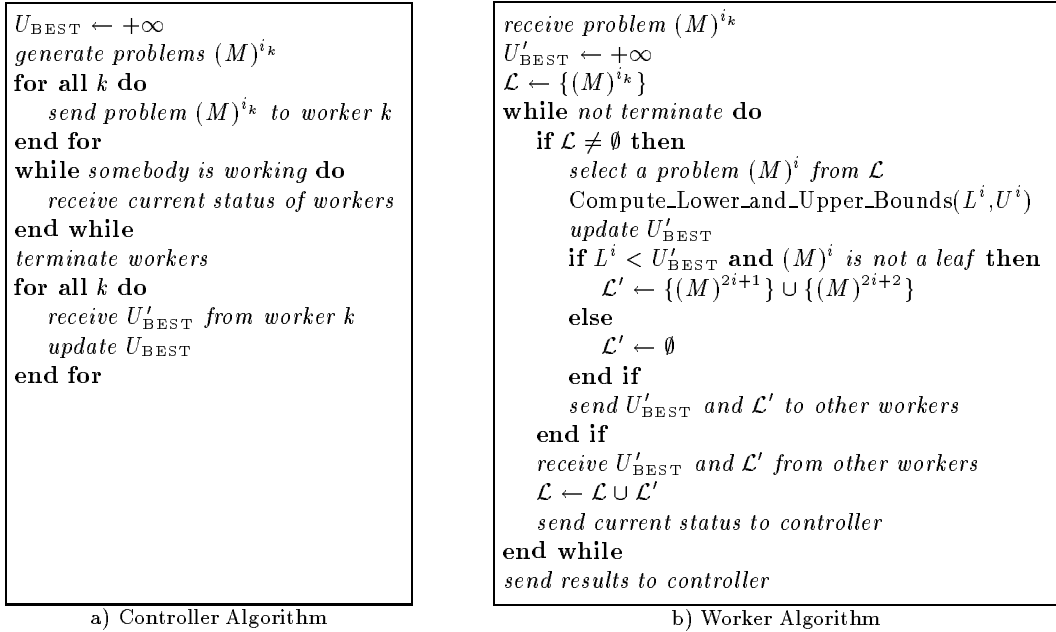 U_BEST ← +∞
generate problems (M)^{i_k}
for all k do
send problem (M)^{i_k} to worker k
end for
while somebody is working do
receive current status of workers
end while
terminate workers
for all k do
receive U'_BEST from worker k
update U_BEST
end for
a) Controller Algorithm
receive problem (M)^{i_k}
U'_BEST ← +∞
ℒ ← {(M)^{i_k}}
while not terminate do
if ℒ ≠ ∅ then
select a problem (M)^i from ℒ
Compute_Lower_and_Upper_Bounds(L^i,U^i)
update U'_BEST
if L^i < U'_BEST and (M)^i is not a leaf then
ℒ' ← {(M)^{2i+1}} ∪ {(M)^{2i+2}}
else
ℒ' ← ∅
end if
send U'_BEST and ℒ' to other workers
end if
receive U'_BEST and ℒ' from other workers
ℒ ← ℒ ∪ ℒ'
send current status to controller
end while
send results to controller
b) Worker Algorithm